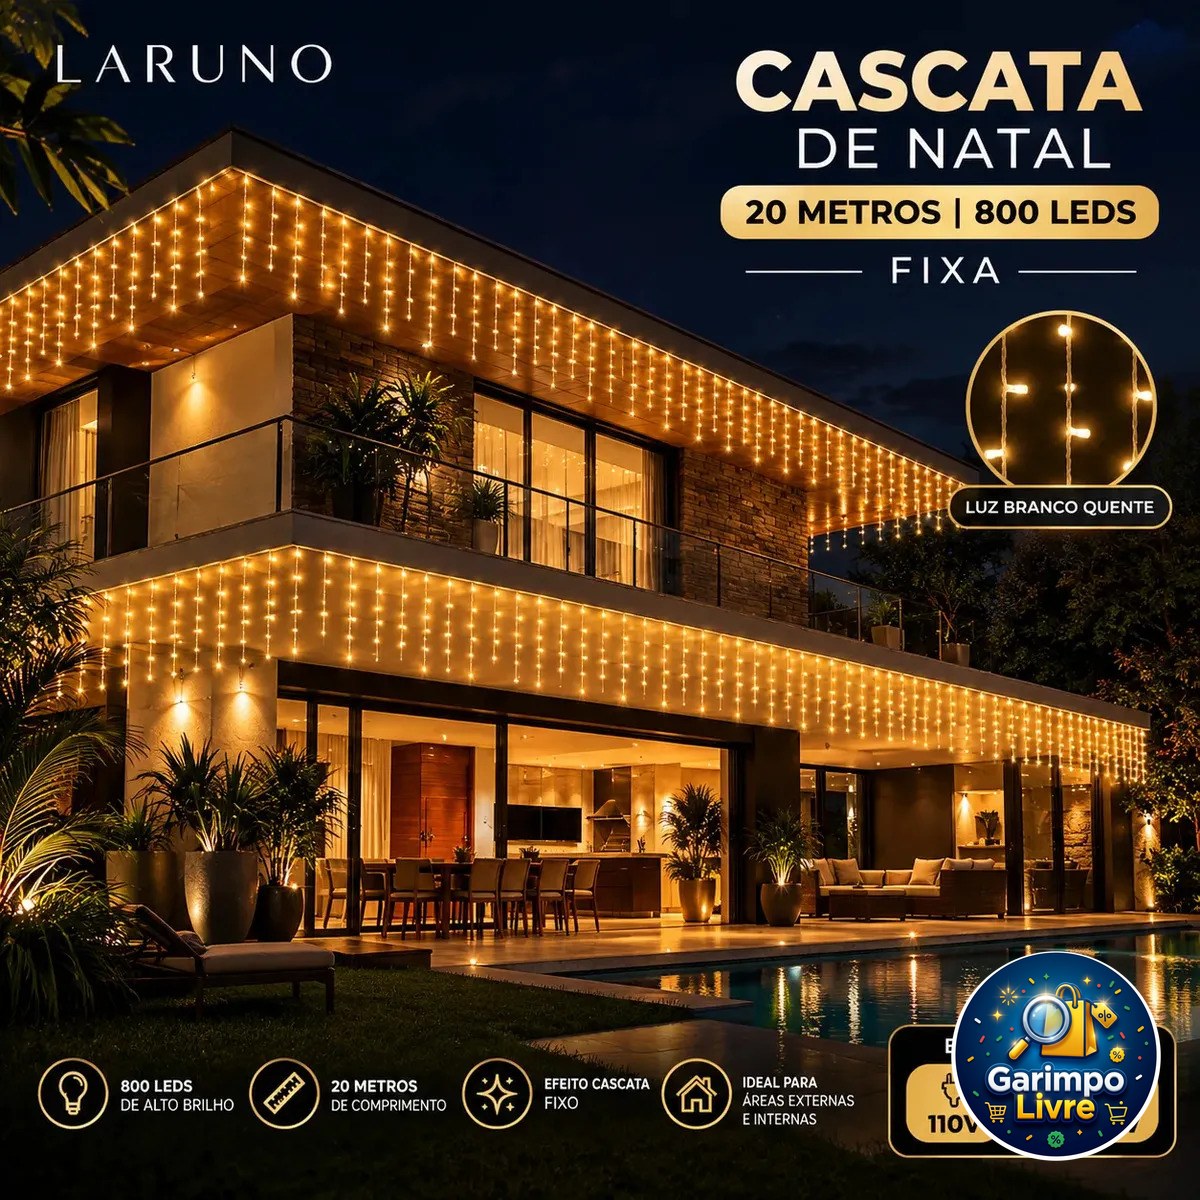 LARUNO
CASCATA
DE NATAL
20 METROS | 800 LEDS
FIXA
LUZ BRANCO QUENTE
800 LEDS
DE ALTO BRILHO
20 METROS
DE COMPRIMENTO
EFEITO CASCATA
FIXO
IDEAL PARA
ÁREAS EXTERNAS
E INTERNAS
110V
%
%
Garimpo
Livre
%